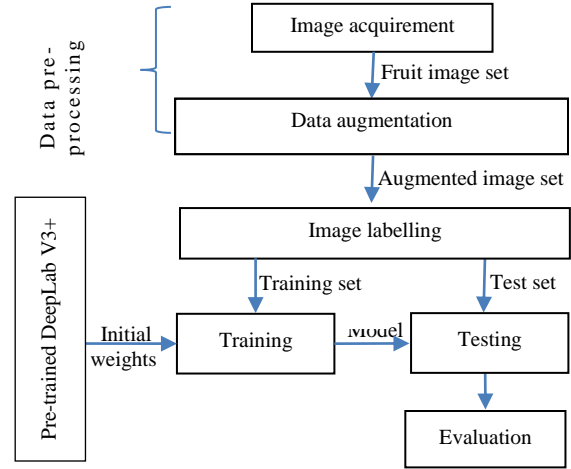 Image acquirement
Fruit image set
Data pre-
processing
Data augmentation
Augmented image set
Image labelling
Training set
Test set
Pre-trained DeepLab V3+
Initial
weights
Training
Model
Testing
Evaluation